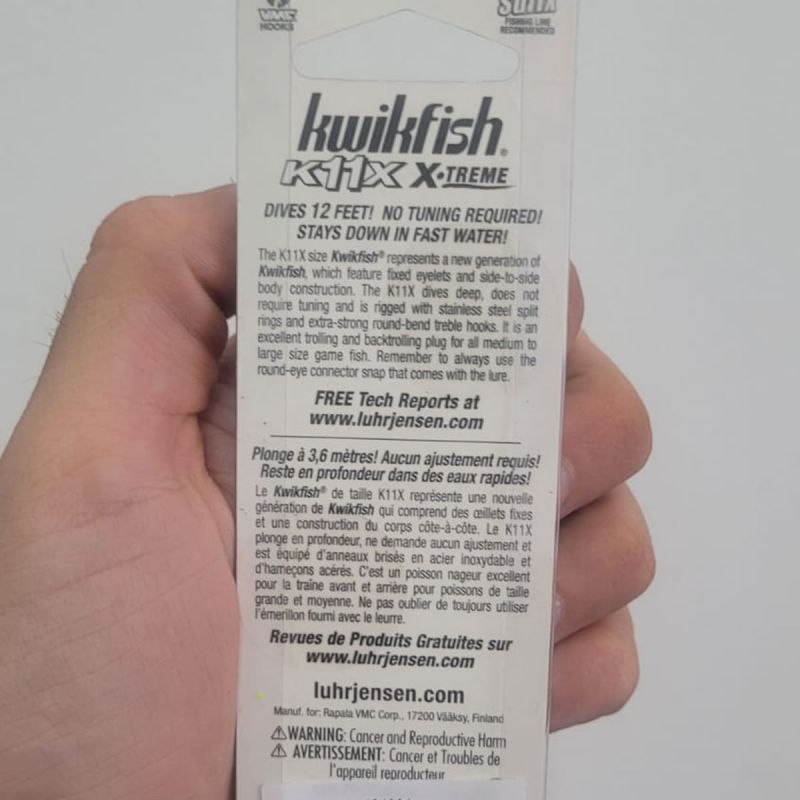 VMC
HOOKS
Sufix
FISHING LINE
RECOMMENDED
kwikfish®
K11X X•TREME
DIVES 12 FEET! NO TUNING REQUIRED!
STAYS DOWN IN FAST WATER!
The K11X size Kwikfish® represents a new generation of
Kwikfish, which feature fixed eyelets and side-to-side
body construction. The K11X dives deep, does not
require tuning and is rigged with stainless steel split
rings and extra-strong round-bend treble hooks. It is an
excellent trolling and backtrolling plug for all medium to
large size game fish. Remember to always use the
round-eye connector snap that comes with the lure.
FREE Tech Reports at
www.luhrjensen.com
Plonge à 3,6 mètres! Aucun ajustement requis!
Reste en profondeur dans des eaux rapides!
Le Kwikfish® de taille K11X représente une nouvelle
génération de Kwikfish qui comprend des œillets fixes
et une construction du corps côte-à-côte. Le K11X
plonge en profondeur, ne demande aucun ajustement et
est équipé d'anneaux brisés en acier inoxydable et
d'hameçons acérés. C'est un poisson nageur excellent
pour la traîne avant et arrière pour poissons de taille
grande et moyenne. Ne pas oublier de toujours utiliser
l'émerillon fourni avec le leurre.
Revues de Produits Gratuites sur
www.luhrjensen.com
luhrjensen.com
Manuf. for: Rapala VMC Corp., 17200 Vääksy, Finland
⚠WARNING: Cancer and Reproductive Harm
⚠ AVERTISSEMENT: Cancer et Troubles de
l'appareil reproducteur